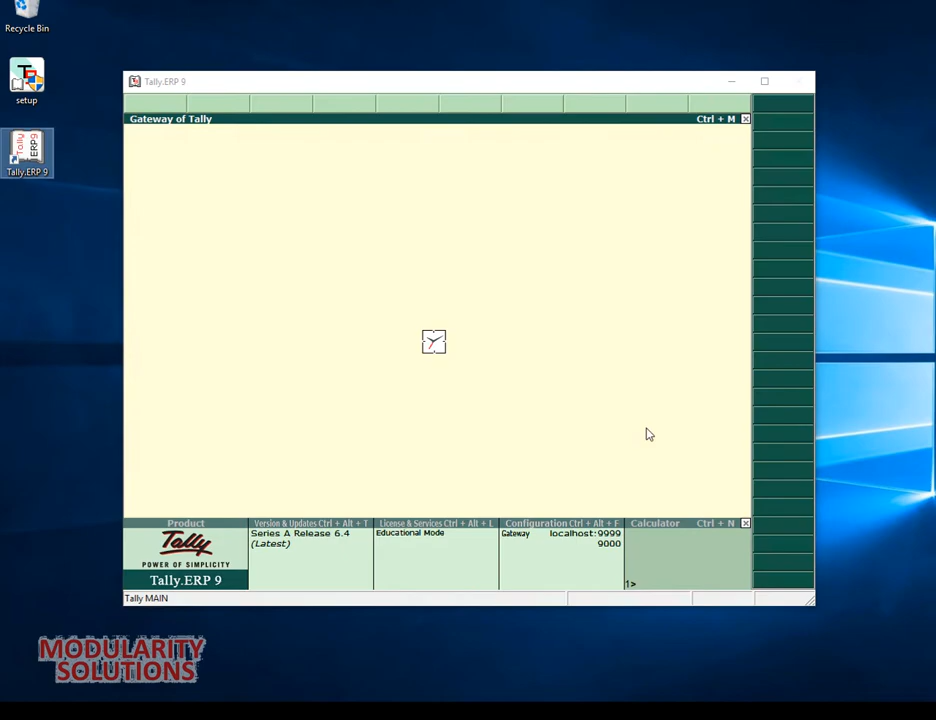 Recycle Bin
setup
Tally
ERP9
Tally.ERP 9
Tally.ERP 9
Gateway of Tally Ctrl + M
Product
Tally
POWER OF SIMPLICITY
Tally.ERP 9
Version & Updates Ctrl + Alt + T
Series A Release 6.4
(Latest)
License & Services Ctrl + Alt + L
Educational Mode
Configuration Ctrl + Alt + F
Gateway localhost:9999
9000
Calculator Ctrl + N
1>
Tally MAIN
MODULARITY
SOLUTIONS